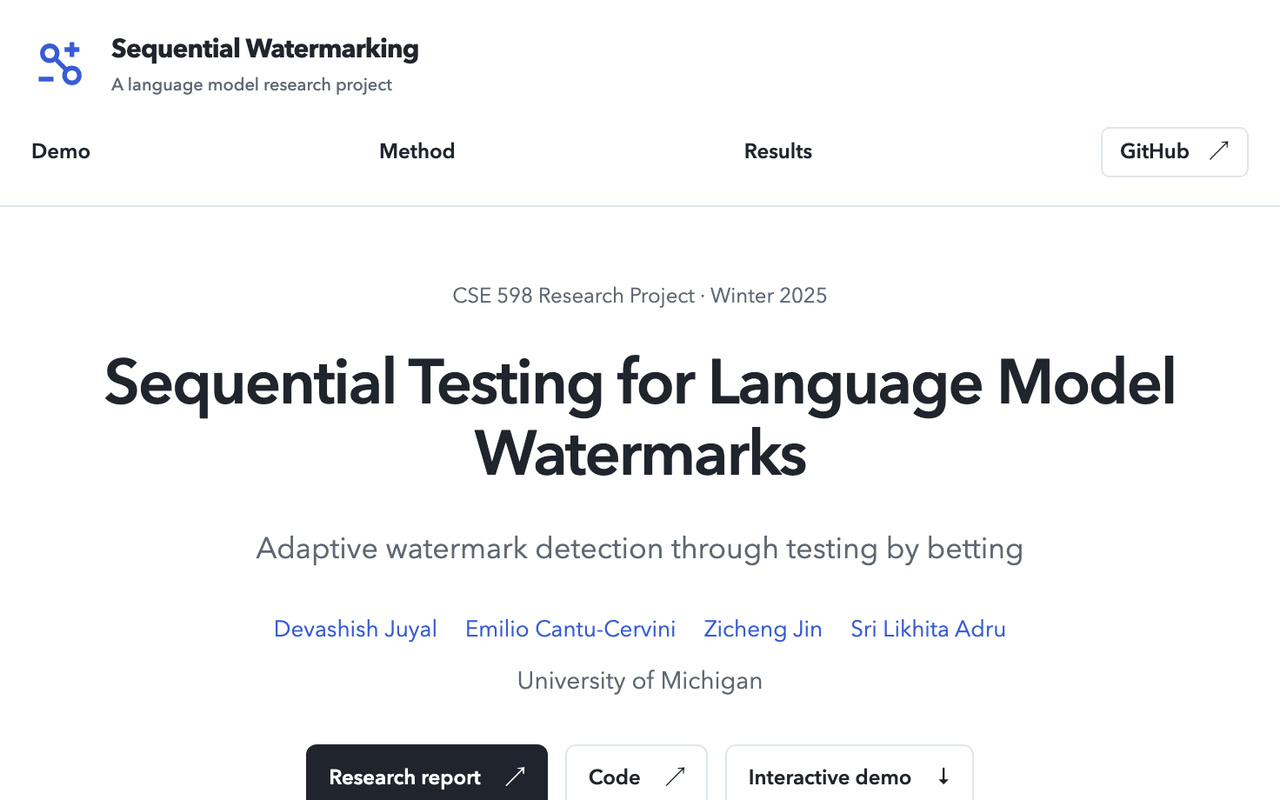 Sequential Watermarking
A language model research project
Demo
Method
Results
GitHub
CSE 598 Research Project · Winter 2025
Sequential Testing for Language Model
Watermarks
Adaptive watermark detection through testing by betting
Devashish Juyal Emilio Cantu-Cervini Zicheng Jin Sri Likhita Adru
University of Michigan
Research report
Code
Interactive demo